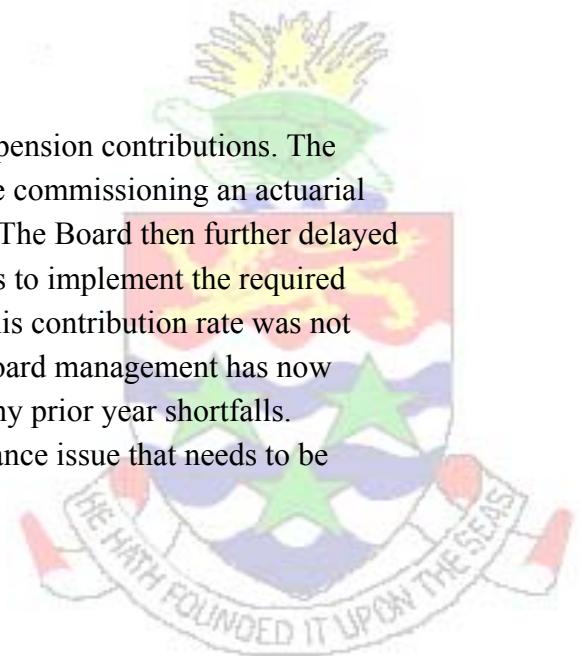 pension contributions. The
e commissioning an actuarial
The Board then further delayed
s to implement the required
is contribution rate was not
oard management has now
ny prior year shortfalls.
ance issue that needs to be
HE HATH FOUNDED IT UPON THE SEAS